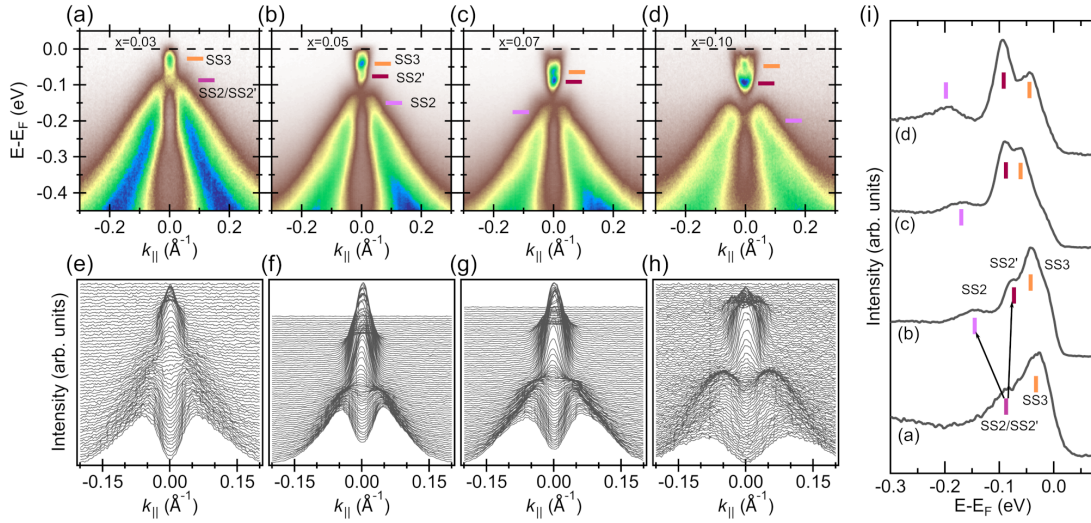 (a)
(b)
(c)
(d)
(i)
x=0.03
x=0.05
x=0.07
x=0.10
SS3
SS2/SS2'
SS3
SS2'
SS2
0.0
-0.1
-0.2
-0.3
-0.4
E-E_F (eV)
-0.2 0.0 0.2
-0.2 0.0 0.2
-0.2 0.0 0.2
-0.2 0.0 0.2
k_|| (Å⁻¹)
k_|| (Å⁻¹)
k_|| (Å⁻¹)
k_|| (Å⁻¹)
(e)
(f)
(g)
(h)
Intensity (arb. units)
-0.15 0.00 0.15
-0.15 0.00 0.15
-0.15 0.00 0.15
-0.15 0.00 0.15
k_|| (Å⁻¹)
k_|| (Å⁻¹)
k_|| (Å⁻¹)
k_|| (Å⁻¹)
Intensity (arb. units)
(d)
(c)
SS2' SS3
SS2
(b)
SS3
SS2/SS2'
(a)
-0.3 -0.2 -0.1 0.0
E-E_F (eV)